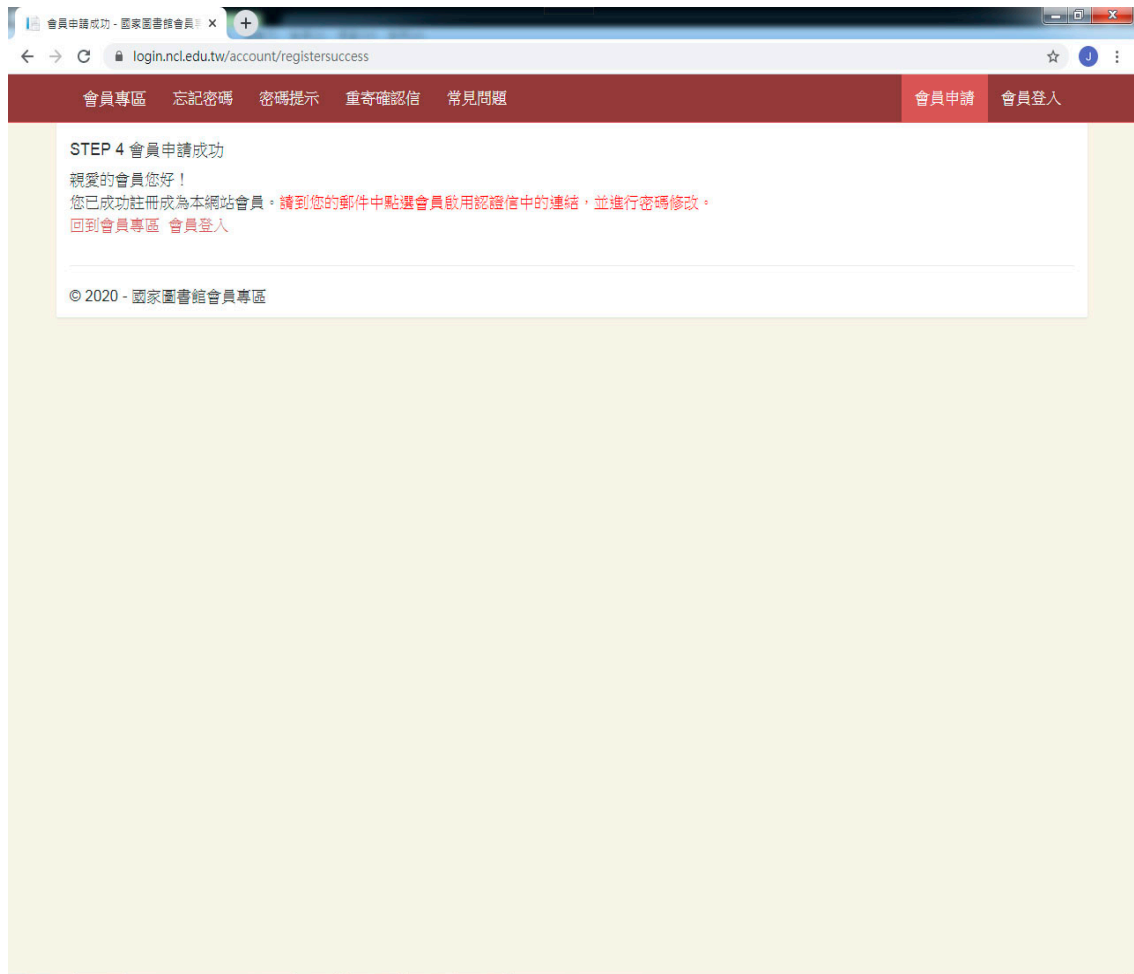 會員申請成功 - 國家圖書館會員
login.ncl.edu.tw/account/registersuccess
J
會員專區 忘記密碼 密碼提示 重寄確認信 常見問題 會員申請 會員登入
STEP 4 會員申請成功
親愛的會員您好！
您已成功註冊成為本網站會員。請到您的郵件中點選會員啟用認證信中的連結，並進行密碼修改。
回到會員專區 會員登入
© 2020 - 國家圖書館會員專區